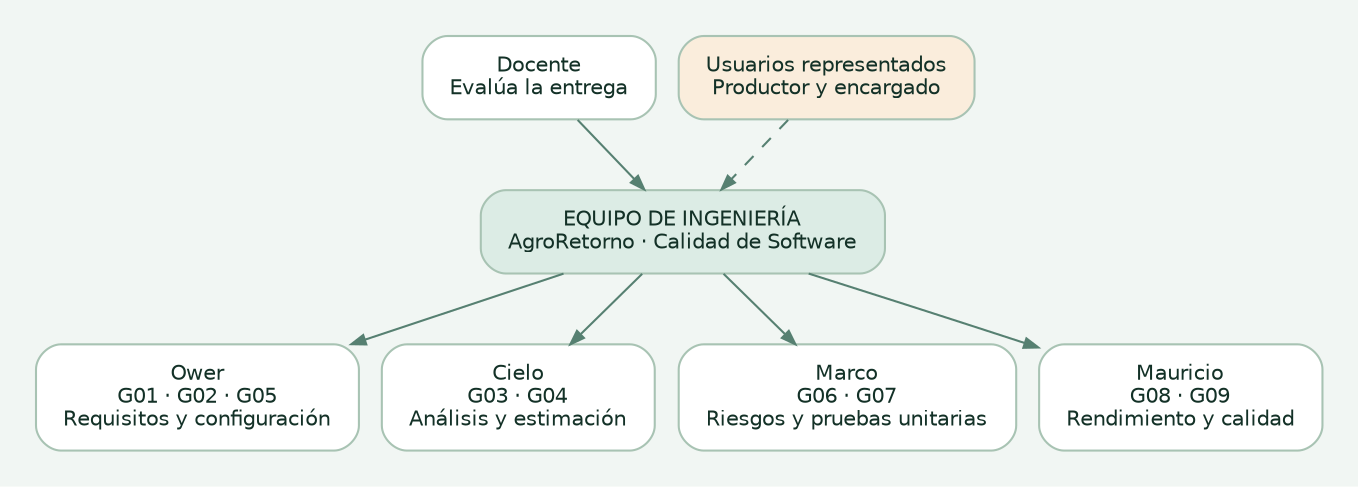 Docente
Evalúa la entrega
Usuarios representados
Productor y encargado
EQUIPO DE INGENIERÍA
AgroRetorno · Calidad de Software
Ower
G01 · G02 · G05
Requisitos y configuración
Cielo
G03 · G04
Análisis y estimación
Marco
G06 · G07
Riesgos y pruebas unitarias
Mauricio
G08 · G09
Rendimiento y calidad